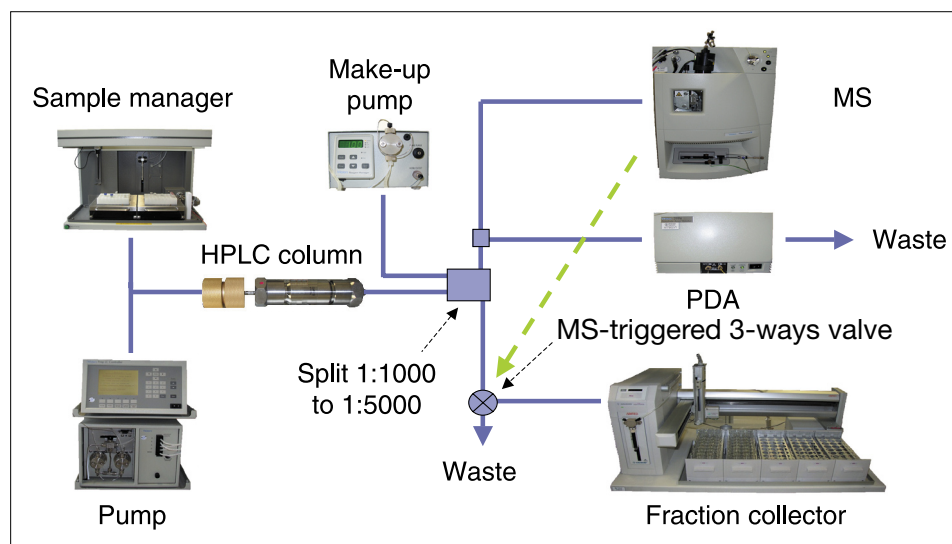 Sample manager
Make-up
pump
MS
HPLC column
Waste
PDA
MS-triggered 3-ways valve
Split 1:1000
to 1:5000
Waste
Pump
Fraction collector